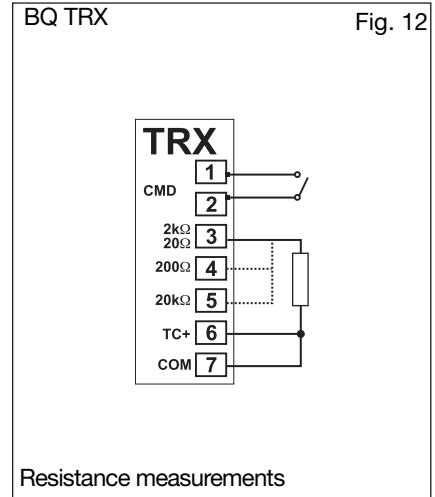 BQ TRX
Fig. 12
TRX
1
CMD
2
2kΩ
20Ω 3
200Ω 4
20kΩ 5
TC+ 6
COM 7
Resistance measurements